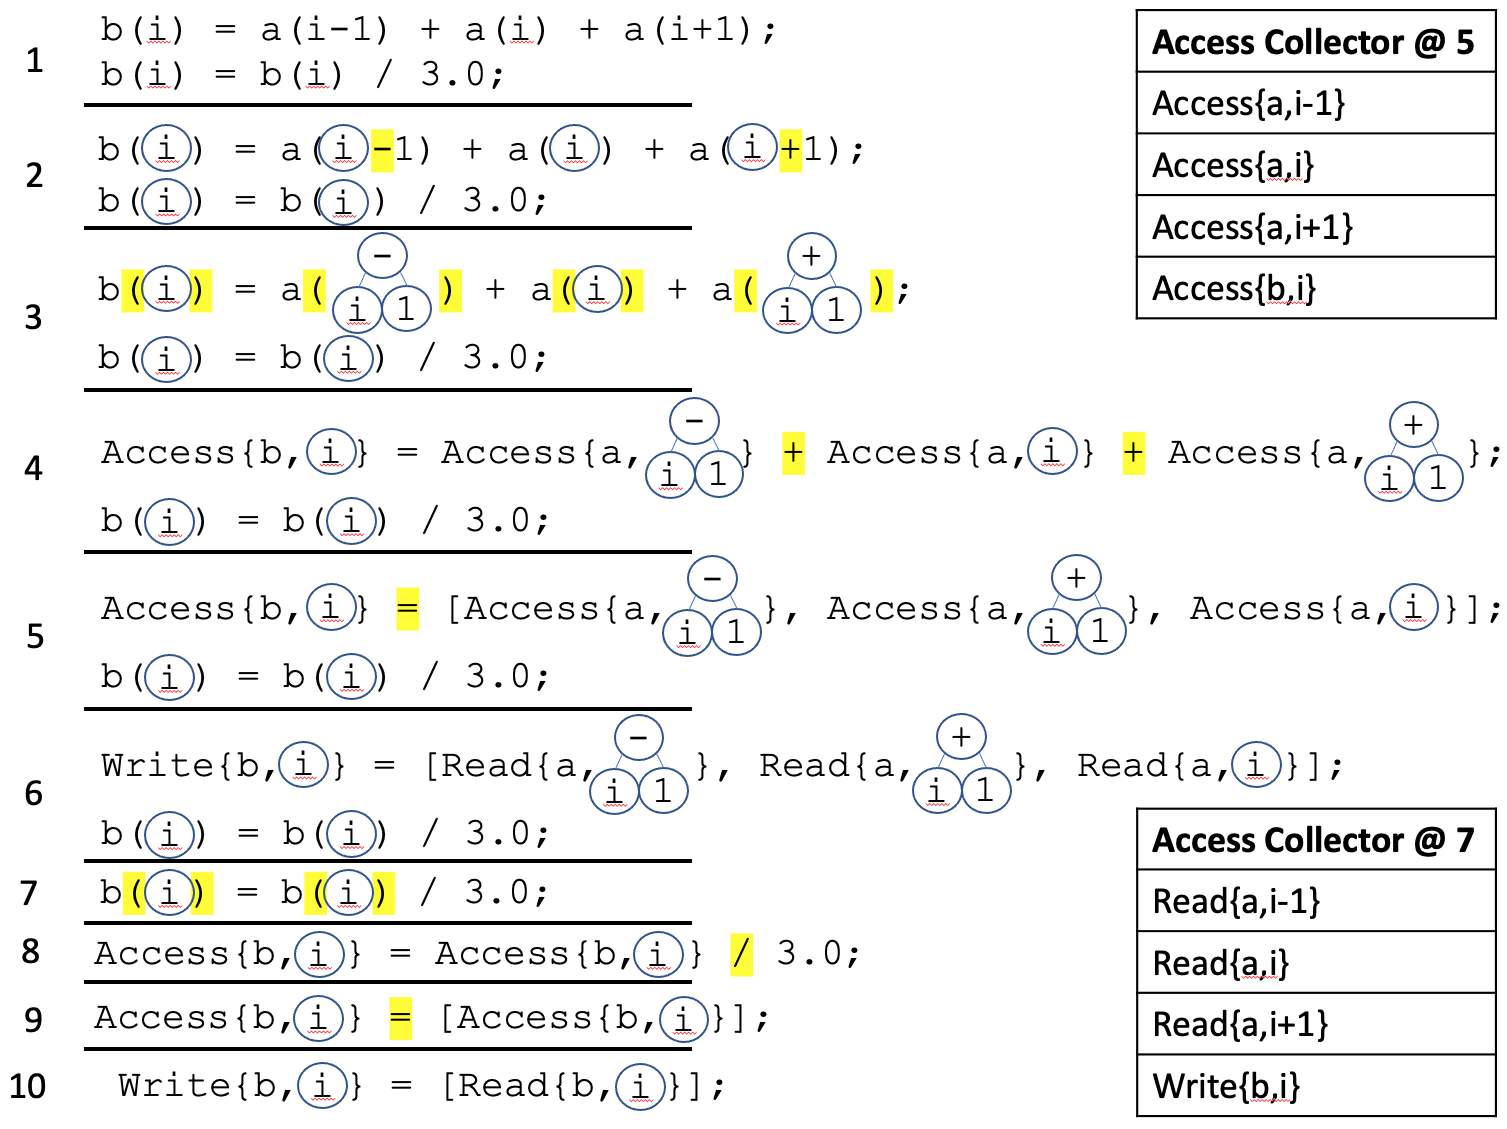 1
b(i) = a(i-1) + a(i) + a(i+1);
b(i) = b(i) / 3.0;
2
b(i) = a(i-1) + a(i) + a(i+1);
b(i) = b(i) / 3.0;
3
b(i) = a(- i 1) + a(i) + a(+ i 1);
b(i) = b(i) / 3.0;
4
Access{b,i} = Access{a,- i 1} + Access{a,i} + Access{a,+ i 1};
b(i) = b(i) / 3.0;
5
Access{b,i} = [Access{a,- i 1}, Access{a,+ i 1}, Access{a,i}];
b(i) = b(i) / 3.0;
6
Write{b,i} = [Read{a,- i 1}, Read{a,+ i 1}, Read{a,i}];
b(i) = b(i) / 3.0;
7
b(i) = b(i) / 3.0;
8
Access{b,i} = Access{b,i} / 3.0;
9
Access{b,i} = [Access{b,i}];
10
Write{b,i} = [Read{b,i}];
Access Collector @ 5
Access{a,i-1}
Access{a,i}
Access{a,i+1}
Access{b,i}
Access Collector @ 7
Read{a,i-1}
Read{a,i}
Read{a,i+1}
Write{b,i}